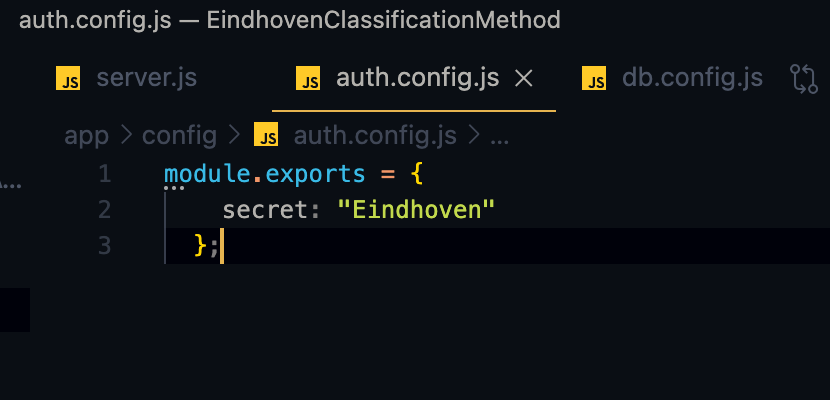 auth.config.js — EindhovenClassificationMethod
JS server.js JS auth.config.js × JS db.config.js
app > config > JS auth.config.js > ...
1 module.exports = {
2 secret: "Eindhoven"
3 };